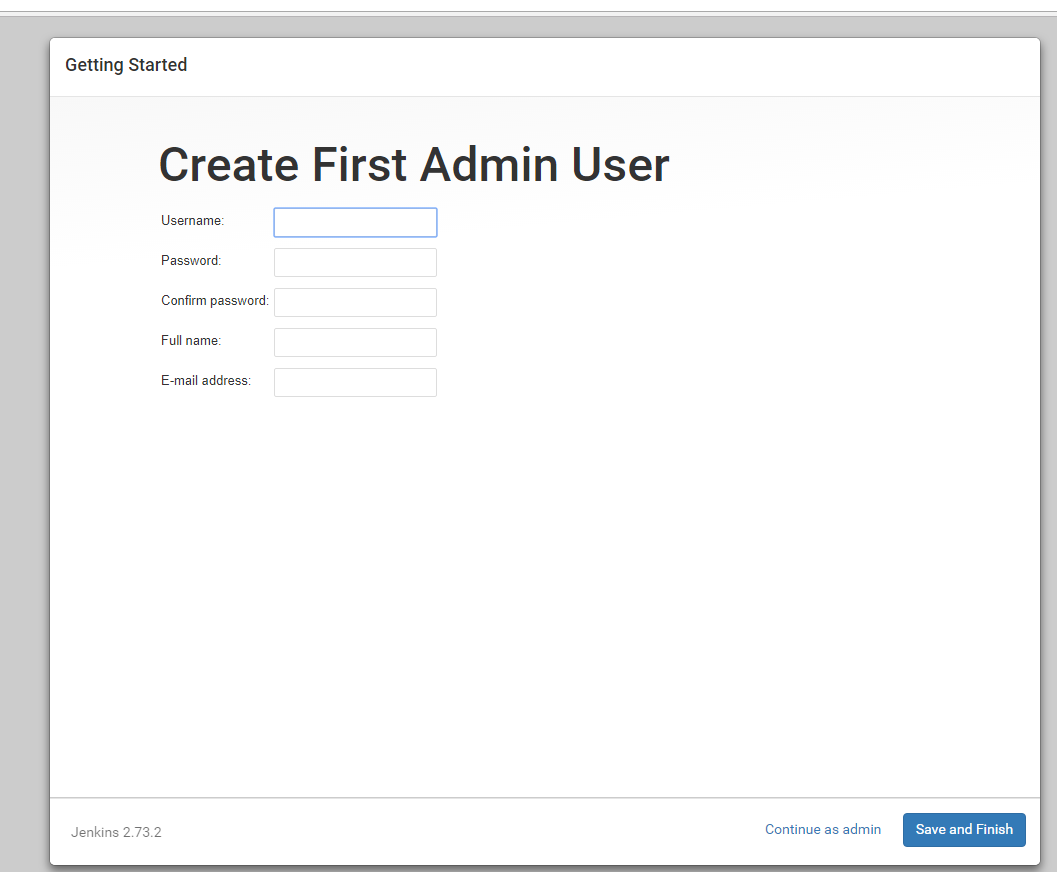 Getting Started
Create First Admin User
Username:
Password:
Confirm password:
Full name:
E-mail address:
Jenkins 2.73.2
Continue as admin
Save and Finish